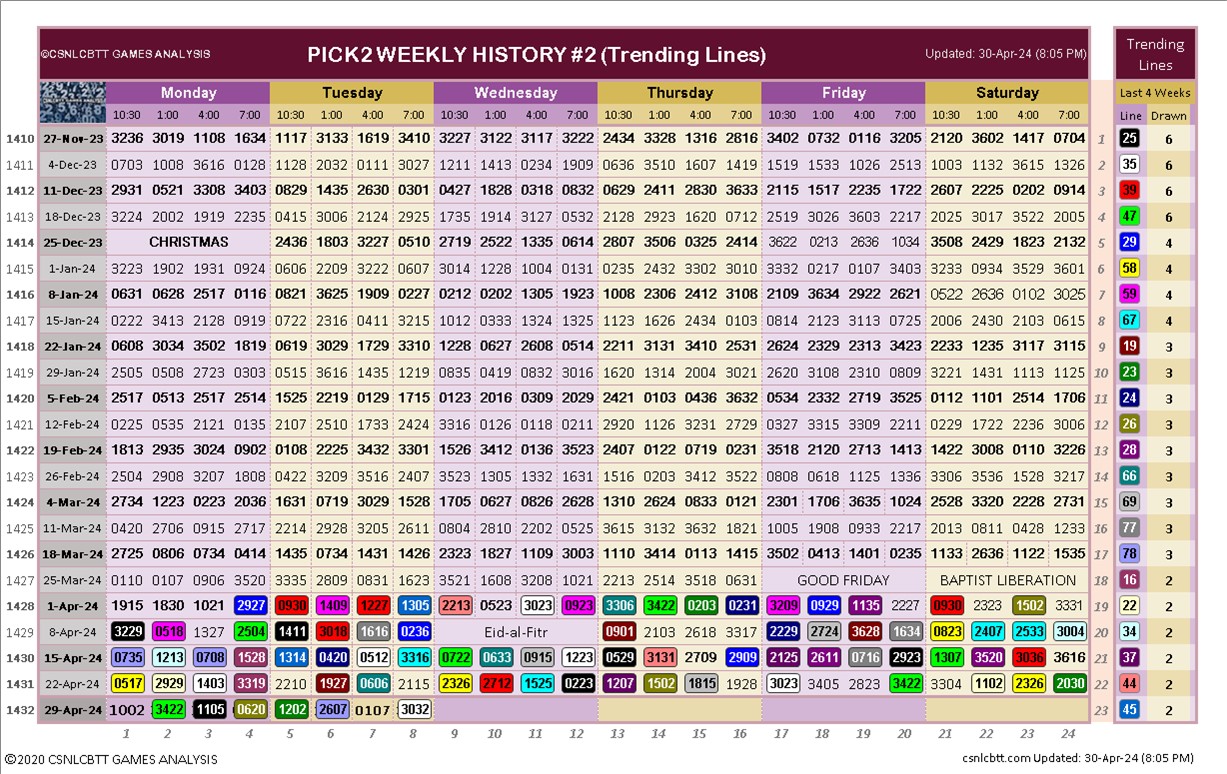 ©CSNLCBTT GAMES ANALYSIS PICK2 WEEKLY HISTORY #2 (Trending Lines) Updated: 30-Apr-24 (8:05 PM) Trending
Lines
Monday Tuesday Wednesday Thursday Friday Saturday Last 4 Weeks
10:30 1:00 4:00 7:00 10:30 1:00 4:00 7:00 10:30 1:00 4:00 7:00 10:30 1:00 4:00 7:00 10:30 1:00 4:00 7:00 10:30 1:00 4:00 7:00 Line Drawn
1410 27-Nov-23 3236 3019 1108 1634 1117 3133 1619 3410 3227 3122 3117 3222 2434 3328 1316 2816 3402 0732 0116 3205 2120 3602 1417 0704 1 25 6
1411 4-Dec-23 0703 1008 3616 0128 1128 2032 0111 3027 1211 1413 0234 1909 0636 3510 1607 1419 1519 1533 1026 2513 1003 1132 3615 1326 2 35 6
1412 11-Dec-23 2931 0521 3308 3403 0829 1435 2630 0301 0427 1828 0318 0832 0629 2411 2830 3633 2115 1517 2235 1722 2607 2225 0202 0914 3 39 6
1413 18-Dec-23 3224 2002 1919 2235 0415 3006 2124 2925 1735 1914 3127 0532 2128 2923 1620 0712 2519 3026 3603 2217 2025 3017 3522 2005 4 47 6
1414 25-Dec-23 CHRISTMAS 2436 1803 3227 0510 2719 2522 1335 0614 2807 3506 0325 2414 3622 0213 2636 1034 3508 2429 1823 2132 5 29 4
1415 1-Jan-24 3223 1902 1931 0924 0606 2209 3222 0607 3014 1228 1004 0131 0235 2432 3302 3010 3332 0217 0107 3403 3233 0934 3529 3601 6 58 4
1416 8-Jan-24 0631 0628 2517 0116 0821 3625 1909 0227 0212 0202 1305 1923 1008 2306 2412 3108 2109 3634 2922 2621 0522 2636 0102 3025 7 59 4
1417 15-Jan-24 0222 3413 2128 0919 0722 2316 0411 3215 1012 0333 1324 1325 1123 1626 2434 0103 0814 2123 3113 0725 2006 2430 2103 0615 8 67 4
1418 22-Jan-24 0608 3034 3502 1819 0619 3029 1729 3310 1228 0627 2608 0514 2211 3131 3410 2531 2624 2329 2313 3423 2233 1235 3117 3115 9 19 3
1419 29-Jan-24 2505 0508 2723 0303 0515 3616 1435 1219 0835 0419 0832 3016 1620 1314 2004 3021 2620 3108 2310 0809 3221 1431 1113 1125 10 23 3
1420 5-Feb-24 2517 0513 2517 2514 1525 2219 0129 1715 0123 2016 0309 2029 2421 0103 0436 3632 0534 2332 2719 3525 0112 1101 2514 1706 11 24 3
1421 12-Feb-24 0225 0535 2121 0135 2107 2510 1733 2424 3316 0126 0118 0211 2920 1126 3231 2729 0327 3315 3309 2211 0229 1722 2236 3006 12 26 3
1422 19-Feb-24 1813 2935 3024 0902 0108 2225 3432 3301 1526 3412 0136 3523 2407 0122 0719 0231 3518 2120 2713 1413 1422 3008 0110 3226 13 28 3
1423 26-Feb-24 2504 2908 3207 1808 0422 3209 3516 2401 3523 1305 1332 1631 1516 0203 3412 3522 0808 0618 1125 1336 3306 3536 1528 3217 14 66 3
1424 4-Mar-24 2734 1223 0223 2036 1631 0719 3029 1523 1705 0627 0826 2628 1310 2624 0833 0121 2301 1706 3635 1024 2528 3320 2228 2731 15 69 3
1425 11-Mar-24 0420 2706 0915 2717 2214 2928 3205 2611 0804 2810 2202 0525 3615 3132 3632 1821 1005 1908 0933 2217 2013 0811 0428 1233 16 77 3
1426 18-Mar-24 2725 0806 0734 0414 1435 0734 1431 1426 2323 1827 1109 3003 1110 3414 0113 1415 3502 0413 1401 0235 1133 2636 1122 1535 17 78 3
1427 25-Mar-24 0110 0107 0906 3520 3335 2809 0831 1623 3521 1608 3208 1021 2213 2514 3518 0631 GOOD FRIDAY BAPTIST LIBERATION 18 16 2
1428 1-Apr-24 1915 1830 1021 2927 0930 1409 1227 1305 2213 0523 3023 0923 3306 3422 0203 0231 3209 0929 1135 2227 0930 2323 1502 3331 19 22 2
1429 8-Apr-24 3229 0518 1327 2504 1411 3018 1616 0236 Eid-al-Fitr 0901 2103 2618 3317 2229 2724 3628 1634 0823 2407 2533 3004 20 34 2
1430 15-Apr-24 0735 1213 0708 1528 1314 0420 0512 3316 0722 0633 0915 1223 0529 3131 2709 2909 2125 2611 0716 2923 1307 3520 3036 3616 21 37 2
1431 22-Apr-24 0517 2929 1403 3319 2210 1927 0606 2115 2326 2712 1525 0223 1207 1502 1815 1928 3023 3405 2823 3422 3304 1102 2326 2030 22 44 2
1432 29-Apr-24 1002 3422 1105 0620 1202 2607 0107 3032 23 45 2
1 2 3 4 5 6 7 8 9 10 11 12 13 14 15 16 17 18 19 20 21 22 23 24
©2020 CSNLCBTT GAMES ANALYSIS csnlcbtt.com Updated: 30-Apr-24 (8:05 PM)